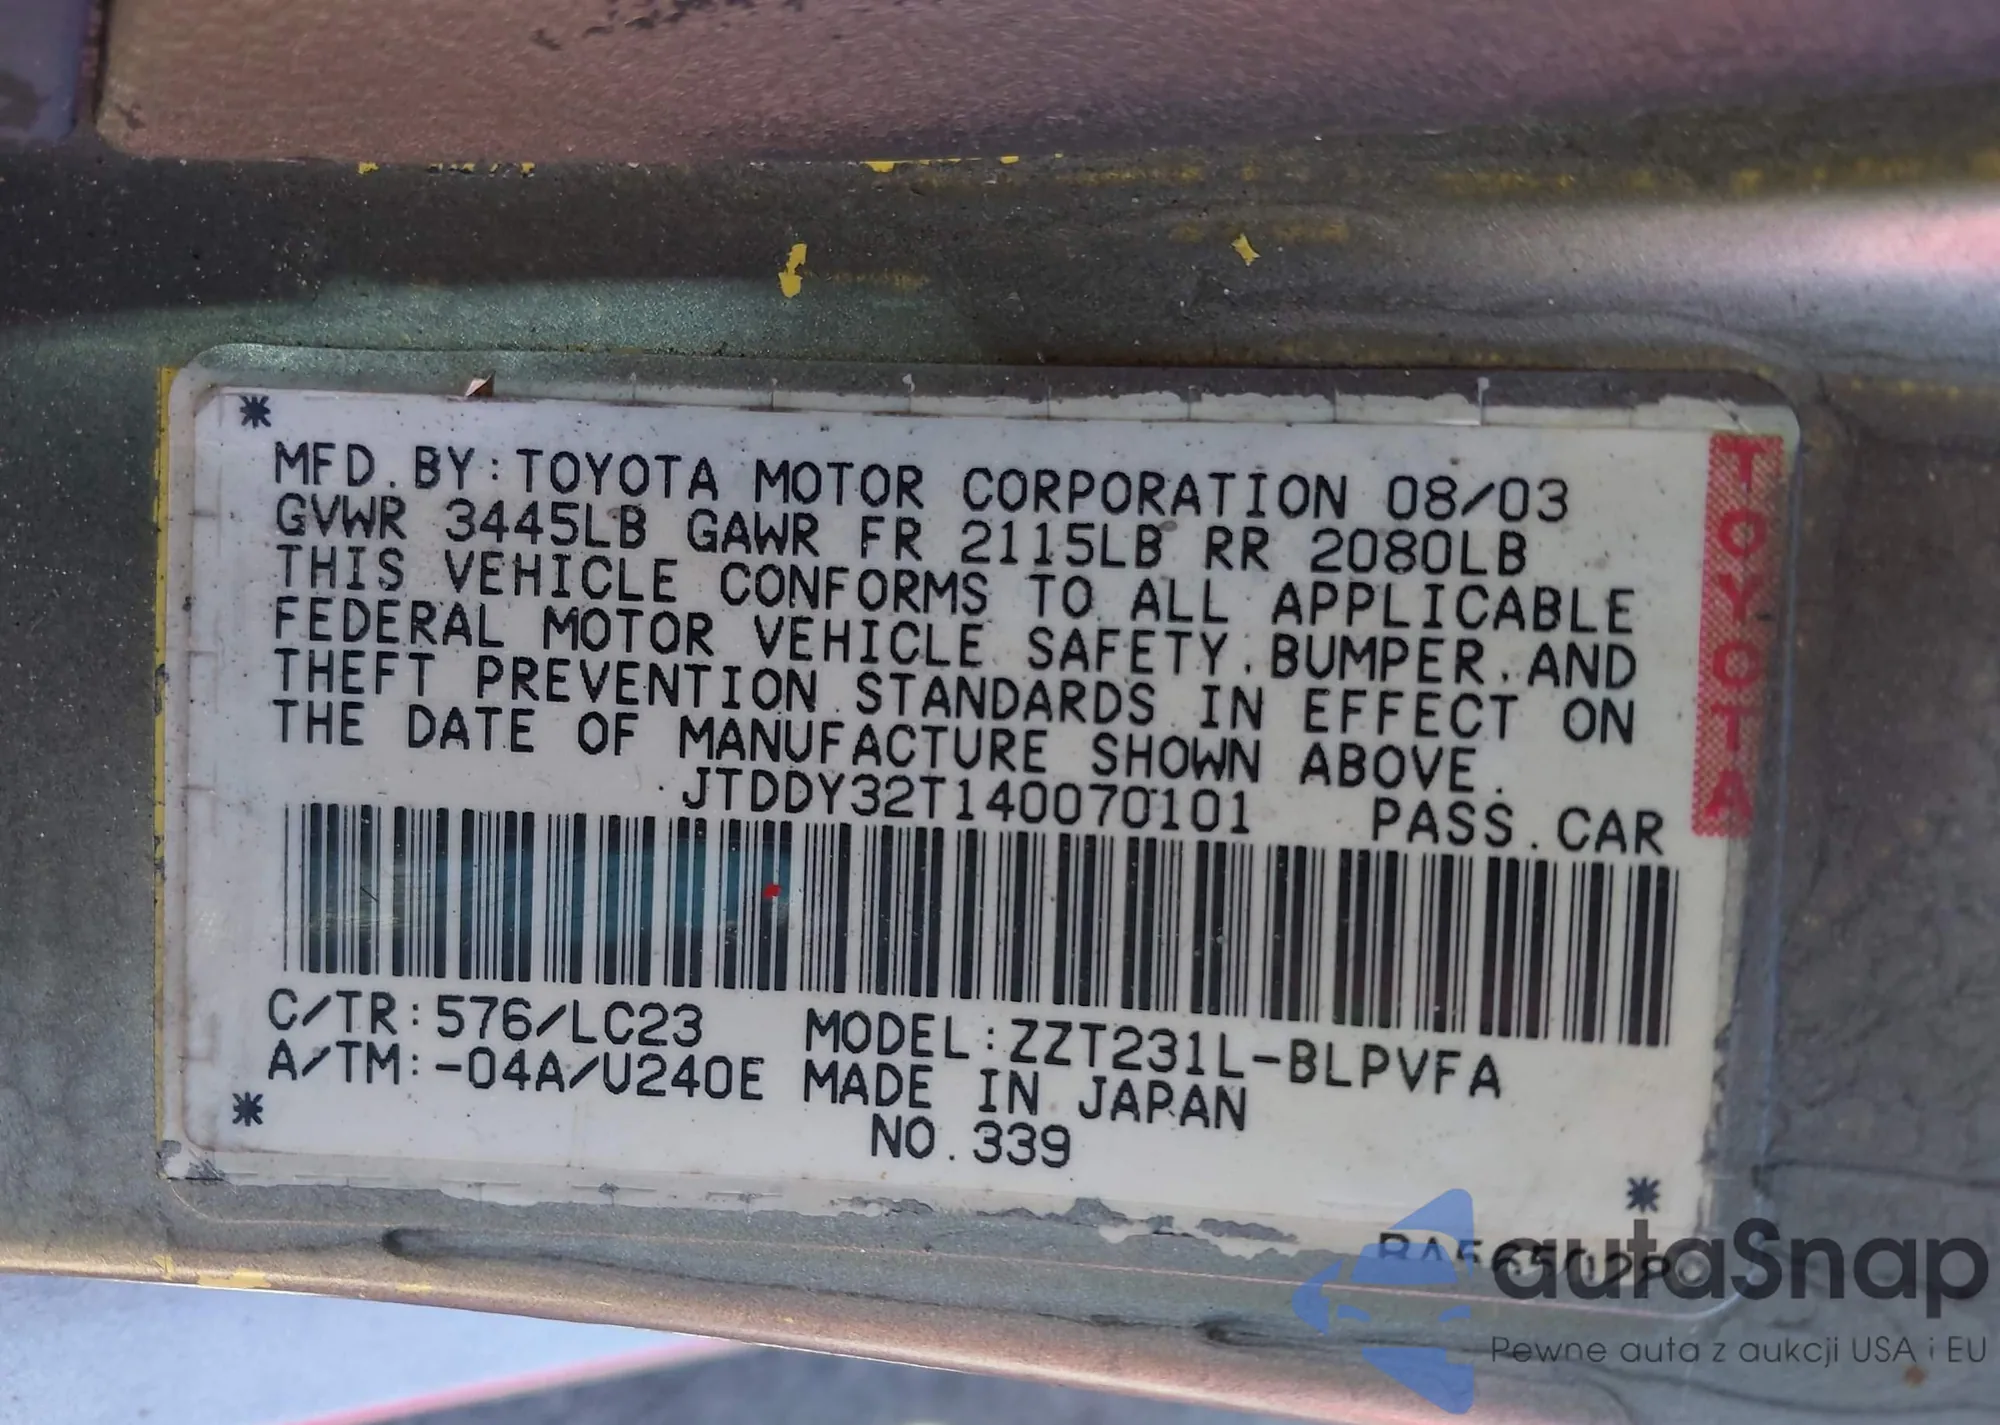 MFD.BY:TOYOTA MOTOR CORPORATION 08/03
GVWR 3445LB GAWR FR 2115LB RR 2080LB
THIS VEHICLE CONFORMS TO ALL APPLICABLE
FEDERAL MOTOR VEHICLE SAFETY,BUMPER,AND
THEFT PREVENTION STANDARDS IN EFFECT ON
THE DATE OF MANUFACTURE SHOWN ABOVE.
JTDDY32T140070101 PASS.CAR
C/TR:576/LC23 MODEL:ZZT231L-BLPVFA
A/TM:-04A/U240E MADE IN JAPAN
NO.339
TOYOTA
autaSnap
Pewne auta z aukcji USA i EU